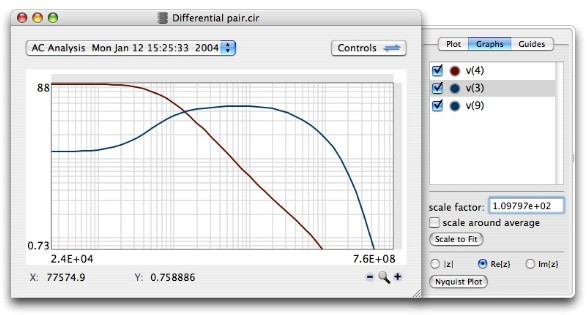 Differential pair.cir
AC Analysis Mon Jan 12 15:25:33 2004
Controls
88
0.73
2.4E+04
7.6E+08
X: 77574.9 Y: 0.758886
Plot Graphs Guides
v(4)
v(3)
v(9)
scale factor: 1.09797e+02
scale around average
Scale to Fit
|z| Re{z} Im{z}
Nyquist Plot